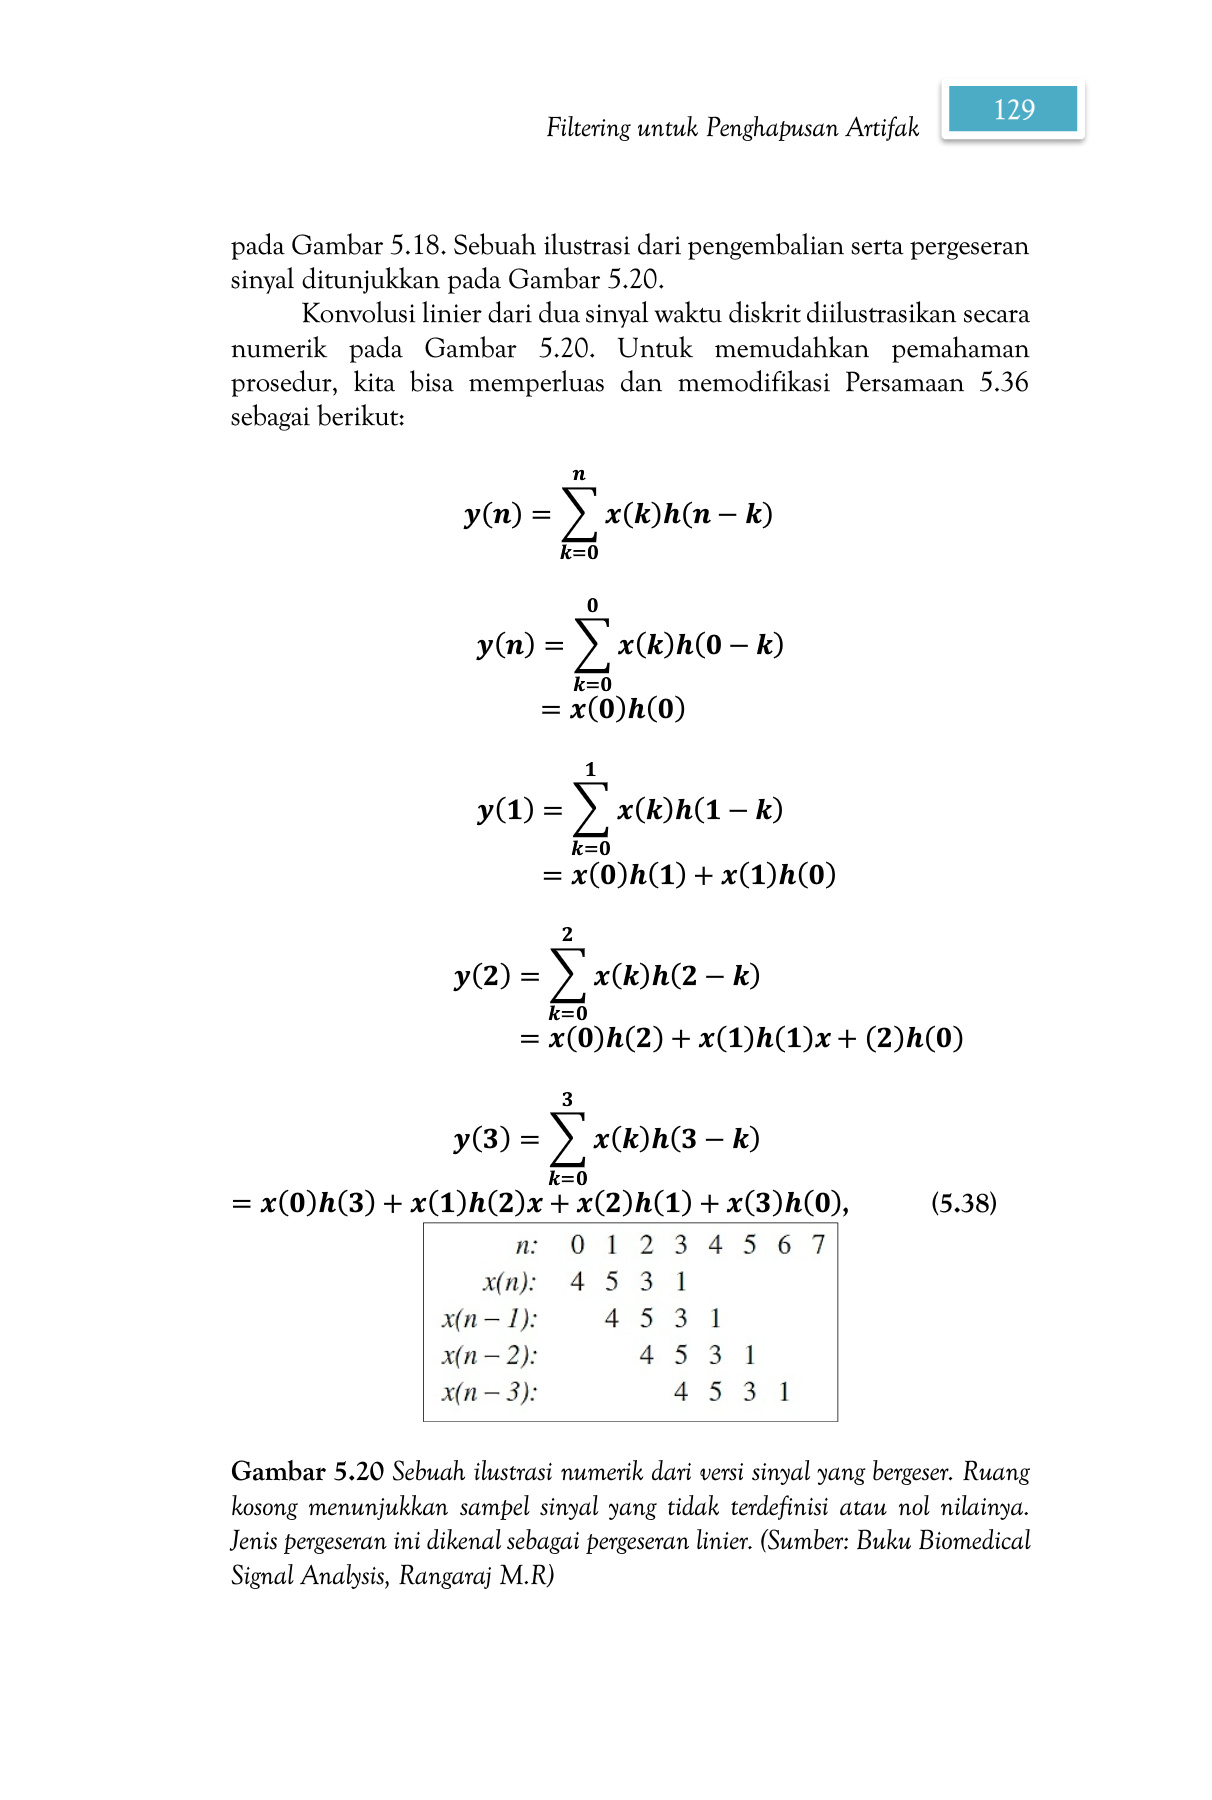 Filtering untuk Penghapusan Artifak
129
pada Gambar 5.18. Sebuah ilustrasi dari pengembalian serta pergeseran
sinyal ditunjukkan pada Gambar 5.20.
Konvolusi linier dari dua sinyal waktu diskrit diilustrasikan secara
numerik pada Gambar 5.20. Untuk memudahkan pemahaman
prosedur, kita bisa memperluas dan memodifikasi Persamaan 5.36
sebagai berikut:
n
y(n) = ∑ x(k)h(n − k)
k=0
0
y(n) = ∑ x(k)h(0 − k)
k=0
= x(0)h(0)
1
y(1) = ∑ x(k)h(1 − k)
k=0
= x(0)h(1) + x(1)h(0)
2
y(2) = ∑ x(k)h(2 − k)
k=0
= x(0)h(2) + x(1)h(1)x + (2)h(0)
3
y(3) = ∑ x(k)h(3 − k)
k=0
= x(0)h(3) + x(1)h(2)x + x(2)h(1) + x(3)h(0), (5.38)
n: 0 1 2 3 4 5 6 7
x(n): 4 5 3 1
x(n – 1): 4 5 3 1
x(n – 2): 4 5 3 1
x(n – 3): 4 5 3 1
Gambar 5.20 Sebuah ilustrasi numerik dari versi sinyal yang bergeser. Ruang
kosong menunjukkan sampel sinyal yang tidak terdefinisi atau nol nilainya.
Jenis pergeseran ini dikenal sebagai pergeseran linier. (Sumber: Buku Biomedical
Signal Analysis, Rangaraj M.R)